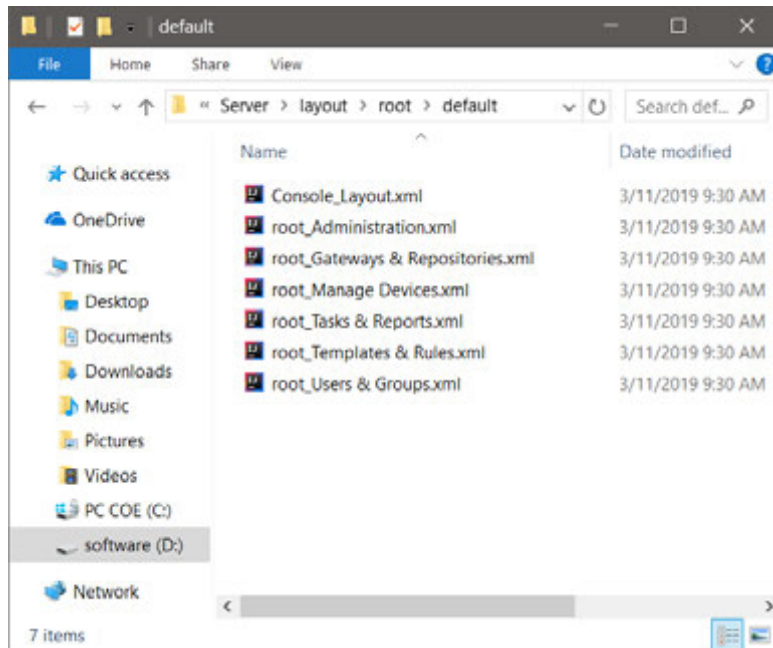 default
File Home Share View
« Server > layout > root > default Search def...
Name Date modified
Quick access
OneDrive
This PC
Desktop
Documents
Downloads
Music
Pictures
Videos
PC COE (C:)
software (D:)
Network
Console_Layout.xml 3/11/2019 9:30 AM
root_Administration.xml 3/11/2019 9:30 AM
root_Gateways & Repositories.xml 3/11/2019 9:30 AM
root_Manage Devices.xml 3/11/2019 9:30 AM
root_Tasks & Reports.xml 3/11/2019 9:30 AM
root_Templates & Rules.xml 3/11/2019 9:30 AM
root_Users & Groups.xml 3/11/2019 9:30 AM
7 items